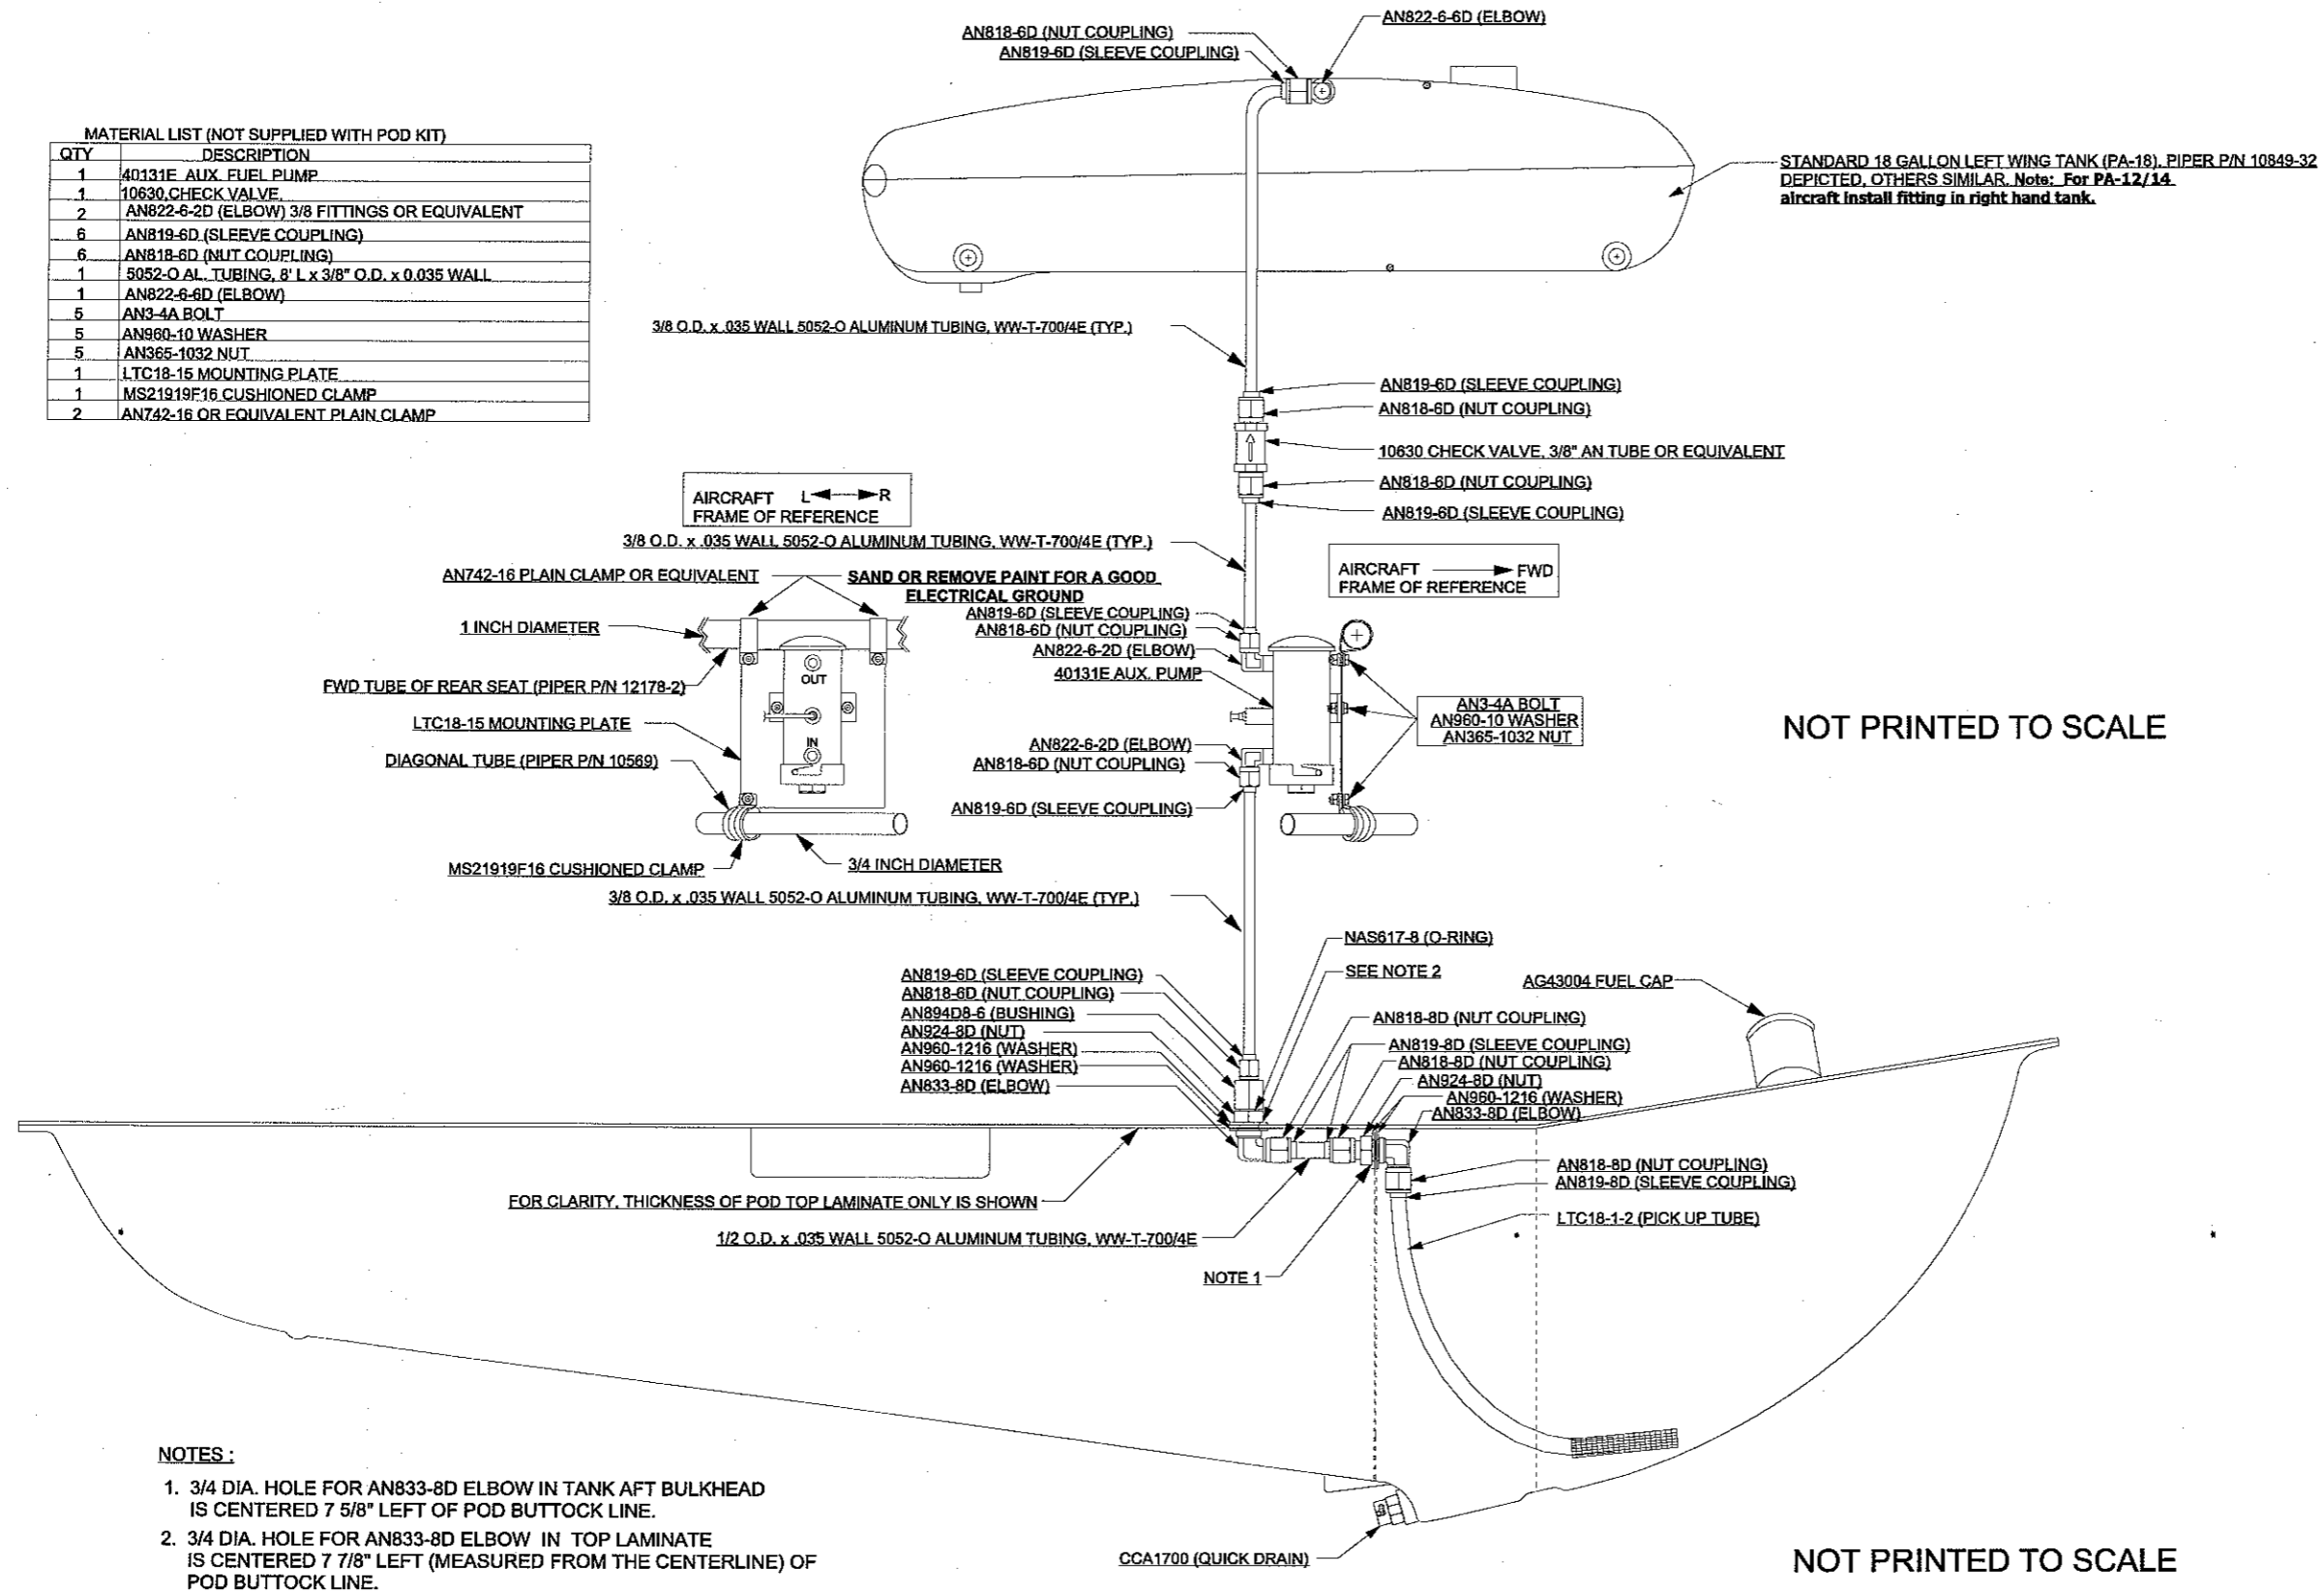 AN822-6-6D (ELBOW)
AN818-6D (NUT COUPLING)
AN819-6D (SLEEVE COUPLING)
MATERIAL LIST (NOT SUPPLIED WITH POD KIT)
QTY DESCRIPTION
1 40131E AUX. FUEL PUMP
1 10630,CHECK VALVE.
2 AN822-6-2D (ELBOW) 3/8 FITTINGS OR EQUIVALENT
6 AN819-6D (SLEEVE COUPLING)
6 AN818-6D (NUT COUPLING)
1 5052-O AL. TUBING, 8' L x 3/8" O.D. x 0.035 WALL
1 AN822-6-6D (ELBOW)
5 AN3-4A BOLT
5 AN960-10 WASHER
5 AN365-1032 NUT
1 LTC18-15 MOUNTING PLATE
1 MS21919F16 CUSHIONED CLAMP
2 AN742-16 OR EQUIVALENT PLAIN CLAMP
STANDARD 18 GALLON LEFT WING TANK (PA-18), PIPER P/N 10849-32
DEPICTED, OTHERS SIMILAR. Note: For PA-12/14
aircraft install fitting in right hand tank.
3/8 O.D. x .035 WALL 5052-O ALUMINUM TUBING, WW-T-700/4E (TYP.)
AN819-6D (SLEEVE COUPLING)
AN818-6D (NUT COUPLING)
10630 CHECK VALVE, 3/8" AN TUBE OR EQUIVALENT
AN818-6D (NUT COUPLING)
AN819-6D (SLEEVE COUPLING)
AIRCRAFT L R
FRAME OF REFERENCE
3/8 O.D. x .035 WALL 5052-O ALUMINUM TUBING, WW-T-700/4E (TYP.)
AIRCRAFT FWD
FRAME OF REFERENCE
AN742-16 PLAIN CLAMP OR EQUIVALENT
SAND OR REMOVE PAINT FOR A GOOD
ELECTRICAL GROUND
AN819-6D (SLEEVE COUPLING)
AN818-6D (NUT COUPLING)
AN822-6-2D (ELBOW)
40131E AUX. PUMP
1 INCH DIAMETER
OUT
FWD TUBE OF REAR SEAT (PIPER P/N 12178-2)
LTC18-15 MOUNTING PLATE
IN
DIAGONAL TUBE (PIPER P/N 10569)
AN3-4A BOLT
AN960-10 WASHER
AN365-1032 NUT
NOT PRINTED TO SCALE
AN822-6-2D (ELBOW)
AN818-6D (NUT COUPLING)
AN819-6D (SLEEVE COUPLING)
MS21919F16 CUSHIONED CLAMP
3/4 INCH DIAMETER
3/8 O.D. x .035 WALL 5052-O ALUMINUM TUBING, WW-T-700/4E (TYP.)
NAS617-8 (O-RING)
SEE NOTE 2
AG43004 FUEL CAP
AN819-6D (SLEEVE COUPLING)
AN818-6D (NUT COUPLING)
AN894D8-6 (BUSHING)
AN924-8D (NUT)
AN960-1216 (WASHER)
AN960-1216 (WASHER)
AN833-8D (ELBOW)
AN818-8D (NUT COUPLING)
AN819-8D (SLEEVE COUPLING)
AN818-8D (NUT COUPLING)
AN924-8D (NUT)
AN960-1216 (WASHER)
AN833-8D (ELBOW)
AN818-8D (NUT COUPLING)
AN819-8D (SLEEVE COUPLING)
LTC18-1-2 (PICK UP TUBE)
FOR CLARITY, THICKNESS OF POD TOP LAMINATE ONLY IS SHOWN
1/2 O.D. x .035 WALL 5052-O ALUMINUM TUBING, WW-T-700/4E
NOTE 1
NOTES :
1. 3/4 DIA. HOLE FOR AN833-8D ELBOW IN TANK AFT BULKHEAD
IS CENTERED 7 5/8" LEFT OF POD BUTTOCK LINE.
2. 3/4 DIA. HOLE FOR AN833-8D ELBOW IN TOP LAMINATE
IS CENTERED 7 7/8" LEFT (MEASURED FROM THE CENTERLINE) OF
POD BUTTOCK LINE.
CCA1700 (QUICK DRAIN)
NOT PRINTED TO SCALE